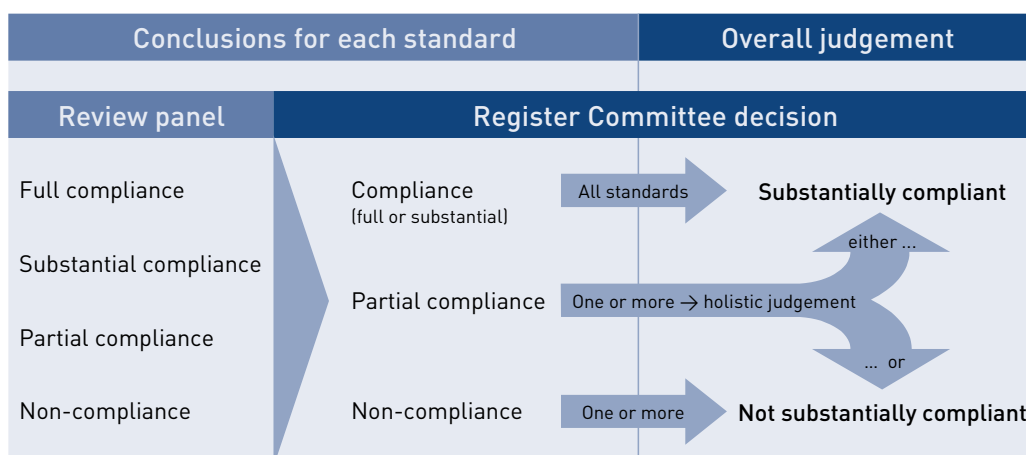 Conclusions for each standard
Overall judgement
Review panel
Register Committee decision
Full compliance
Substantial compliance
Partial compliance
Non-compliance
Compliance
(full or substantial)
All standards
Substantially compliant
either ...
Partial compliance
One or more → holistic judgement
... or
Non-compliance
One or more
Not substantially compliant